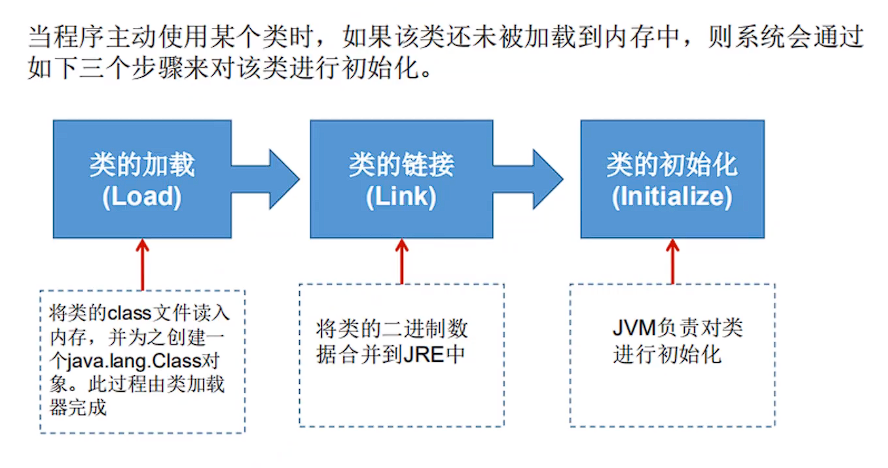 当程序主动使用某个类时，如果该类还未被加载到内存中，则系统会通过
如下三个步骤来对该类进行初始化。
类的加载
(Load)
类的链接
(Link)
类的初始化
(Initialize)
将类的class文件读入
内存，并为之创建一
个java.lang.Class对
象。此过程由类加载
器完成
将类的二进制数
据合并到JRE中
JVM负责对类
进行初始化